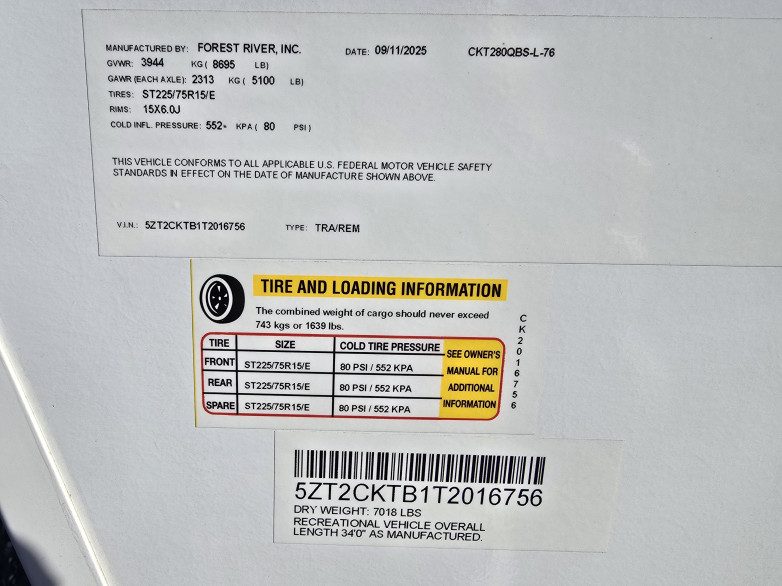 MANUFACTURED BY: FOREST RIVER, INC. DATE: 09/11/2025 CKT280QBS-L-76
GVWR: 3944 KG ( 8695 LB)
GAWR (EACH AXLE): 2313 KG ( 5100 LB)
TIRES: ST225/75R15/E
RIMS: 15X6.0J
COLD INFL. PRESSURE: 552 KPA ( 80 PSI )
THIS VEHICLE CONFORMS TO ALL APPLICABLE U.S. FEDERAL MOTOR VEHICLE SAFETY
STANDARDS IN EFFECT ON THE DATE OF MANUFACTURE SHOWN ABOVE.
V.I.N.: 5ZT2CKTB1T2016756 TYPE: TRA/REM
TIRE AND LOADING INFORMATION
The combined weight of cargo should never exceed
743 kgs or 1639 lbs.
TIRE SIZE COLD TIRE PRESSURE
FRONT ST225/75R15/E 80 PSI / 552 KPA
REAR ST225/75R15/E 80 PSI / 552 KPA
SPARE ST225/75R15/E 80 PSI / 552 KPA
SEE OWNER'S
MANUAL FOR
ADDITIONAL
INFORMATION
CK2016756
5ZT2CKTB1T2016756
DRY WEIGHT: 7018 LBS
RECREATIONAL VEHICLE OVERALL
LENGTH 34'0" AS MANUFACTURED.